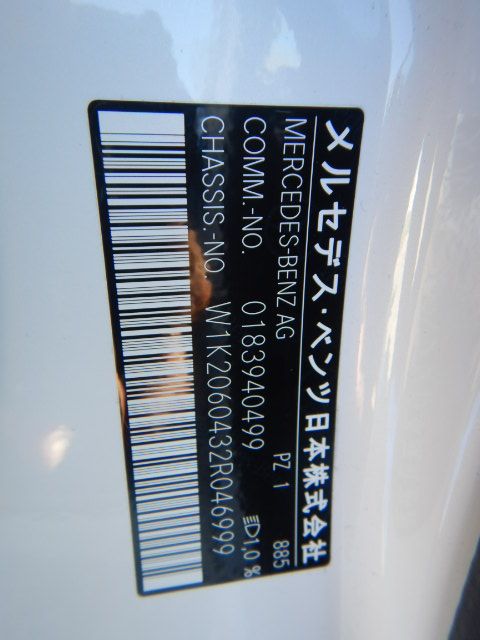 メルセデス・ベンツ日本株式会社
MERCEDES-BENZ AG PZ 1 885
COMM.-NO. 0183940499 1,0 %
CHASSIS.-NO. W1K2060432R046999